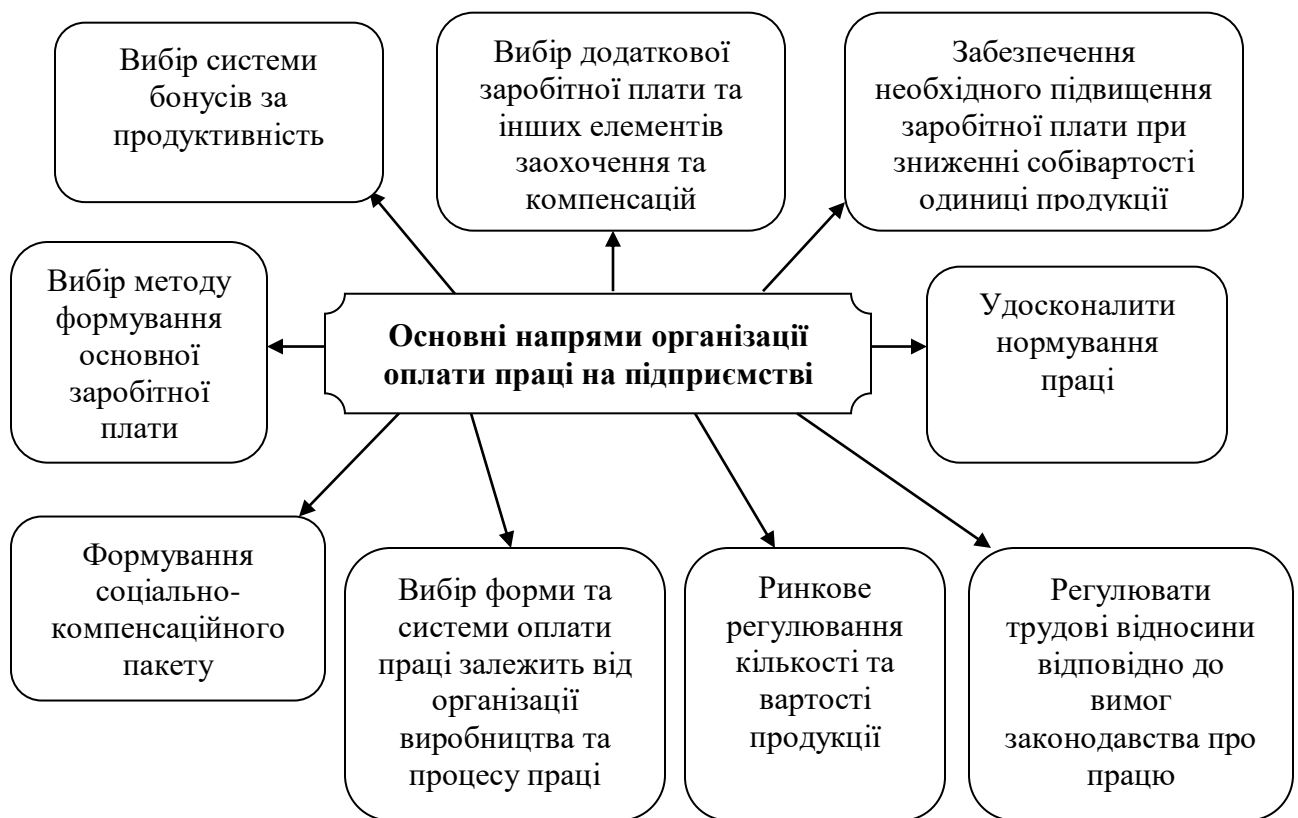 Вибір системи
бонусів за
продуктивність
Вибір додаткової
заробітної плати та
інших елементів
заохочення та
компенсацій
Забезпечення
необхідного підвищення
заробітної плати при
зниженні собівартості
одиниці продукції
Вибір методу
формування
основної
заробітної
плати
Основні напрями організації
оплати праці на підприємстві
Удосконалити
нормування
праці
Формування
соціально-
компенсаційного
пакету
Вибір форми та
системи оплати
праці залежить від
організації
виробництва та
процесу праці
Ринкове
регулювання
кількості та
вартості
продукції
Регулювати
трудові відносини
відповідно до
вимог
законодавства про
працю